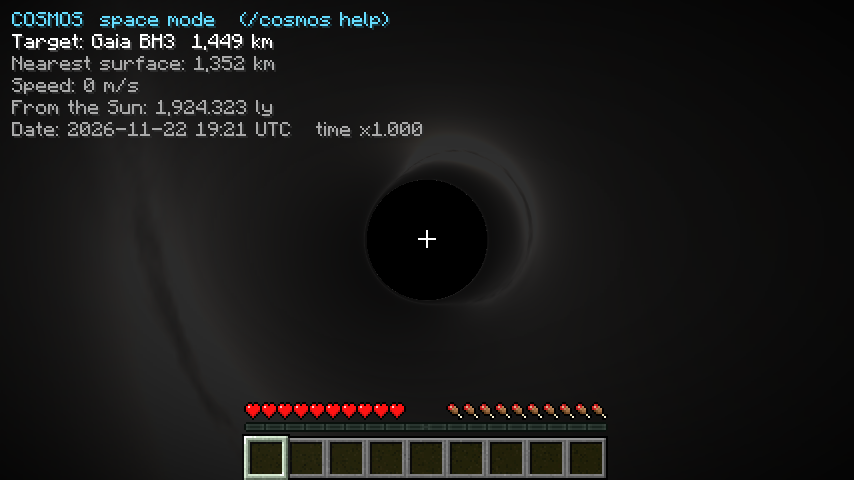 COSMOS  space mode  (/cosmos help)
Target: Gaia BH3  1,449 km
Nearest surface: 1,352 km
Speed: 0 m/s
From the Sun: 1,924.323 ly
Date: 2026-11-22 19:21 UTC  time x1.000